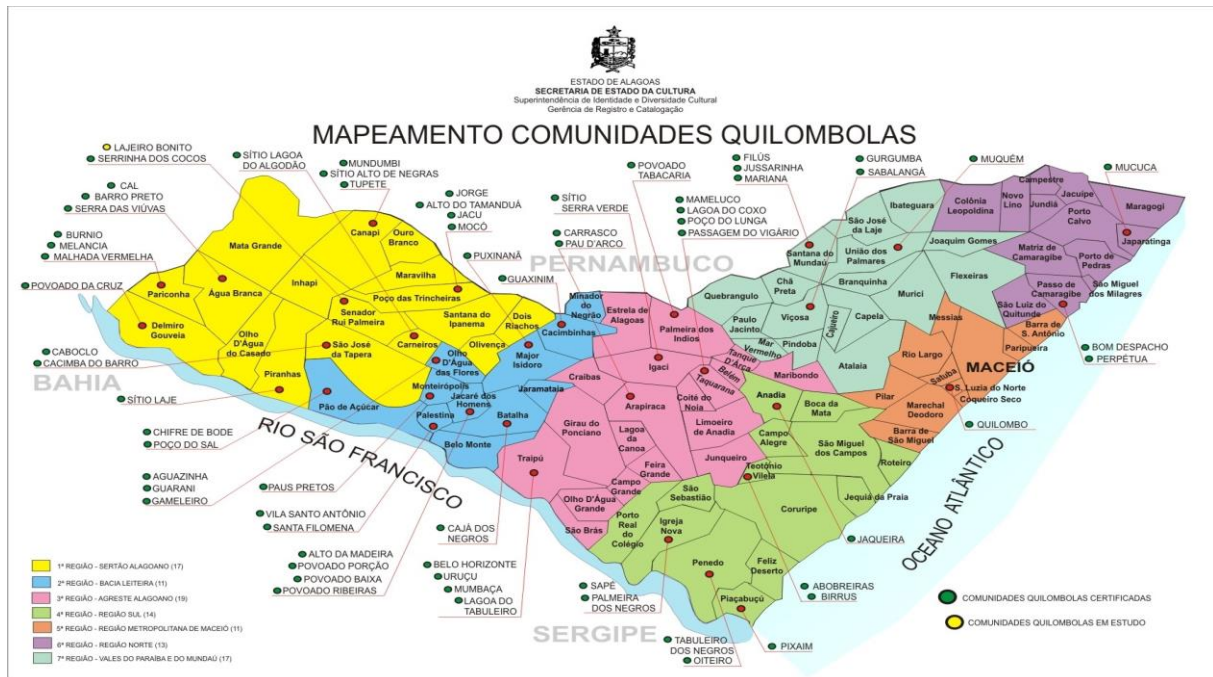 ESTADO DE ALAGOAS
SECRETARIA DE ESTADO DA CULTURA
Superintendência de Identidade e Diversidade Cultural
Gerência de Registro e Catalogação
MAPEAMENTO COMUNIDADES QUILOMBOLAS
LAJEIRO BONITO
SERRINHA DOS COCOS
SÍTIO LAGOA
DO ALGODÃO
MUNDUMBI
SÍTIO ALTO DE NEGRAS
TUPETE
CAL
BARRO PRETO
SERRA DAS VIÚVAS
JORGE
ALTO DO TAMANDUÁ
JACU
MOCÓ
BURNIO
MELANCIA
MALHADA VERMELHA
POVOADO DA CRUZ
PUXINANÃ
GUAXINIM
SÍTIO
SERRA VERDE
CARRASCO
PAU D'ARCO
POVOADO
TABACARIA
MAMELUCO
LAGOA DO COXO
POÇO DO LUNGA
PASSAGEM DO VIGÁRIO
FILÚS
JUSSARINHA
MARIANA
GURGUMBA
SABALANGÁ
MUQUÉM
MUCUCA
PERNAMBUCO
BAHIA
SERGIPE
RIO SÃO FRANCISCO
OCEANO ATLÂNTICO
Mata Grande
Canapi
Ouro
Branco
Inhapi
Maravilha
Pariconha
Água Branca
Poço das Trincheiras
Senador
Rui Palmeira
Santana do
Ipanema
Dois
Riachos
Delmiro
Gouveia
Olho
D'Água
do
Casado
São José
da Tapera
Carneiros
Olivença
Piranhas
Olho
D'Água
das Flores
Minador
do
Negrão
Cacimbinhas
Major
Isidoro
Pão de Açúcar
Monteirópolis
Jacaré dos
Homens
Palestina
Jaramataia
Batalha
Belo Monte
Estrela de
Alagoas
Palmeira dos
Indios
Igaci
Craíbas
Arapiraca
Tanque
D'Arca
Belém
Taquarana
Coité do
Noia
Maribondo
Mar
Vermelho
Girau do
Ponciano
Lagoa
da
Canoa
Limoeiro
de Anadia
Traipú
Feira
Grande
Junqueiro
Campo
Grande
Olho D'Água
Grande
São Brás
Quebrangulo
Chã
Preta
Paulo
Jacinto
Viçosa
Pindoba
Cajueiro
Capela
Atalaia
Santana do
Mundaú
São José
da Laje
Ibateguara
União dos
Palmares
Branquinha
Murici
Joaquim Gomes
Flexeiras
Messias
Colônia
Leopoldina
Novo
Lino
Campestre
Jundiá
Jacuípe
Porto
Calvo
Maragogi
Japaratinga
Matriz de
Camaragibe
Porto de
Pedras
Passo de
Camaragibe
São Miguel
dos Milagres
São Luiz do
Quitunde
Barra de
S. Antônio
Paripueira
Rio Largo
MACEIÓ
Satuba
S. Luzia do Norte
Coqueiro Seco
Pilar
Marechal
Deodoro
Barra de
São Miguel
Anadia
Boca da
Mata
Campo
Alegre
São Miguel
dos Campos
Roteiro
Teotônio
Vilela
Jequiá da Praia
Coruripe
São
Sebastião
Porto
Real
do
Colégio
Igreja
Nova
Penedo
Feliz
Deserto
Piaçabuçú
BOM DESPACHO
PERPÉTUA
QUILOMBO
JAQUEIRA
ABOBREIRAS
BIRRUS
PIXAIM
TABULEIRO
DOS NEGROS
OITEIRO
SAPÉ
PALMEIRA
DOS NEGROS
BELO HORIZONTE
URUÇU
MUMBAÇA
LAGOA DO
TABULEIRO
CAJÁ DOS
NEGROS
ALTO DA MADEIRA
POVOADO PORÇÃO
POVOADO BAIXA
POVOADO RIBEIRAS
VILA SANTO ANTÔNIO
SANTA FILOMENA
PAUS PRETOS
AGUAZINHA
GUARANI
GAMELEIRO
CHIFRE DE BODE
POÇO DO SAL
SÍTIO LAJE
CABOCLO
CACIMBA DO BARRO
1ª REGIÃO - SERTÃO ALAGOANO (17)
2ª REGIÃO - BACIA LEITEIRA (11)
3ª REGIÃO - AGRESTE ALAGOANO (19)
4ª REGIÃO - REGIÃO SUL (14)
5ª REGIÃO - REGIÃO METROPOLITANA DE MACEIÓ (11)
6ª REGIÃO - REGIÃO NORTE (13)
7ª REGIÃO - VALES DO PARAÍBA E DO MUNDAÚ (17)
COMUNIDADES QUILOMBOLAS CERTIFICADAS
COMUNIDADES QUILOMBOLAS EM ESTUDO